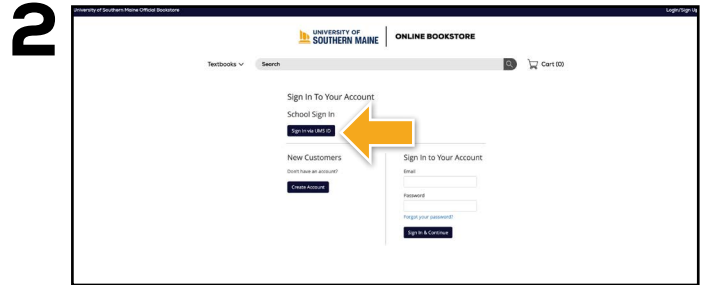 2
University of Southern Maine Official Bookstore
Login/Sign Up
UNIVERSITY OF
SOUTHERN MAINE
ONLINE BOOKSTORE
Textbooks
Search
Cart (0)
Sign In To Your Account
School Sign In
Sign In via UMS ID
New Customers
Don't have an account?
Create Account
Sign In to Your Account
Email
Password
Forgot your password?
Sign In & Continue